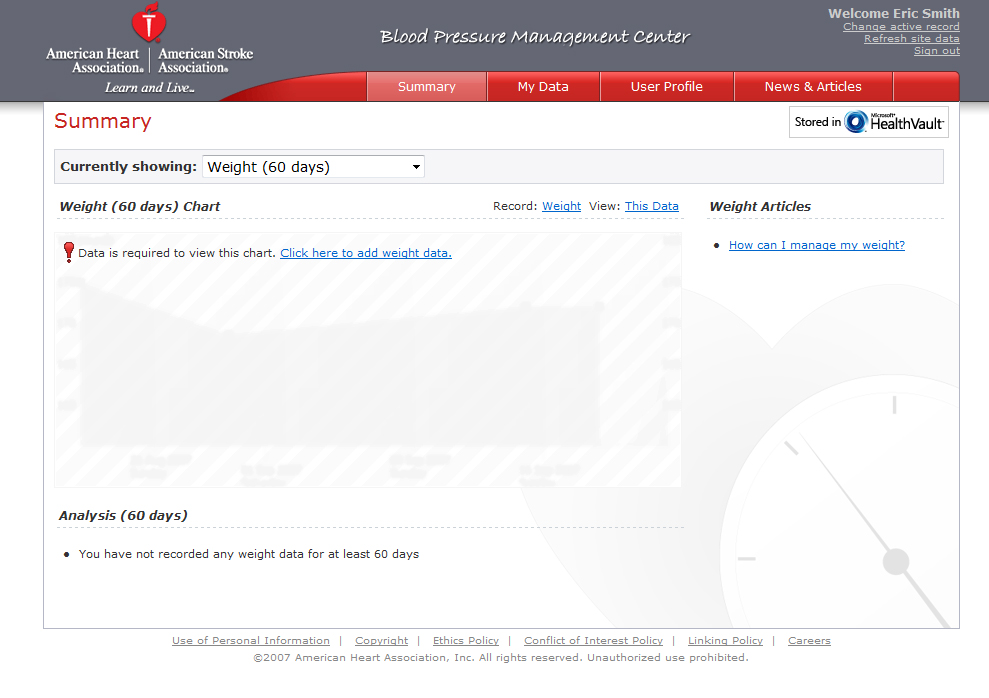 American Heart Association®
American Stroke Association®
Learn and Live℠
Blood Pressure Management Center
Welcome Eric Smith
Change active record
Refresh site data
Sign out
Summary
My Data
User Profile
News & Articles
Summary
Stored in Microsoft® HealthVault™
Currently showing: Weight (60 days)
Weight (60 days) Chart
Record: Weight View: This Data
Data is required to view this chart. Click here to add weight data.
Weight Articles
• How can I manage my weight?
Analysis (60 days)
• You have not recorded any weight data for at least 60 days
Use of Personal Information | Copyright | Ethics Policy | Conflict of Interest Policy | Linking Policy | Careers
©2007 American Heart Association, Inc. All rights reserved. Unauthorized use prohibited.